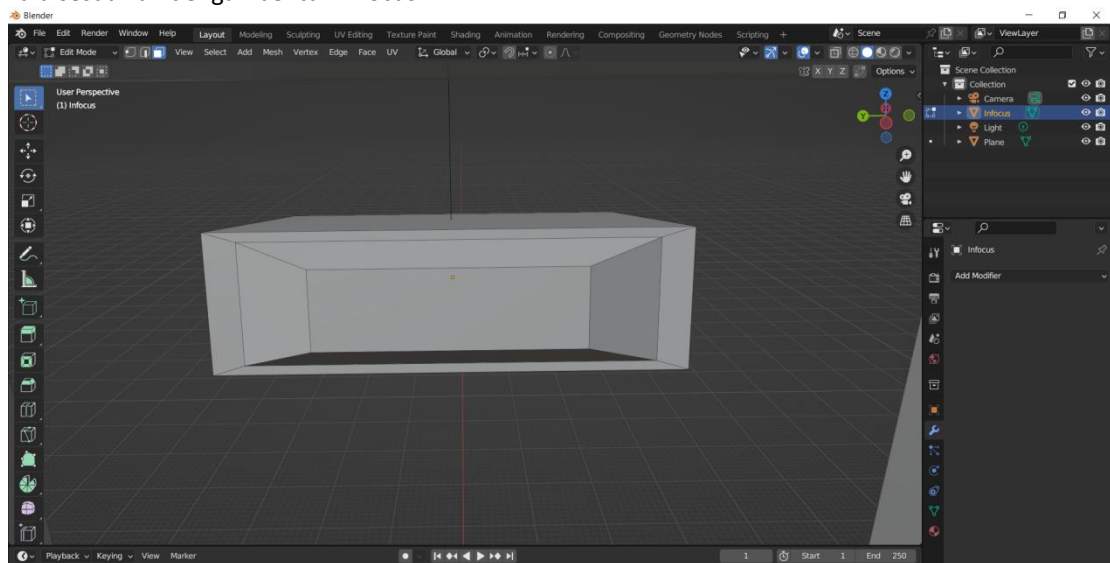 Blender
File Edit Render Window Help Layout Modeling Sculpting UV Editing Texture Paint Shading Animation Rendering Compositing Geometry Nodes Scripting + Scene ViewLayer
Edit Mode View Select Add Mesh Vertex Edge Face UV Global
X Y Z Options
User Perspective
(1) Infocus
Z
Y
Scene Collection
Collection
Camera
Infocus
Light
Plane
Infocus
Add Modifier
Playback Keying View Marker 1 Start 1 End 250